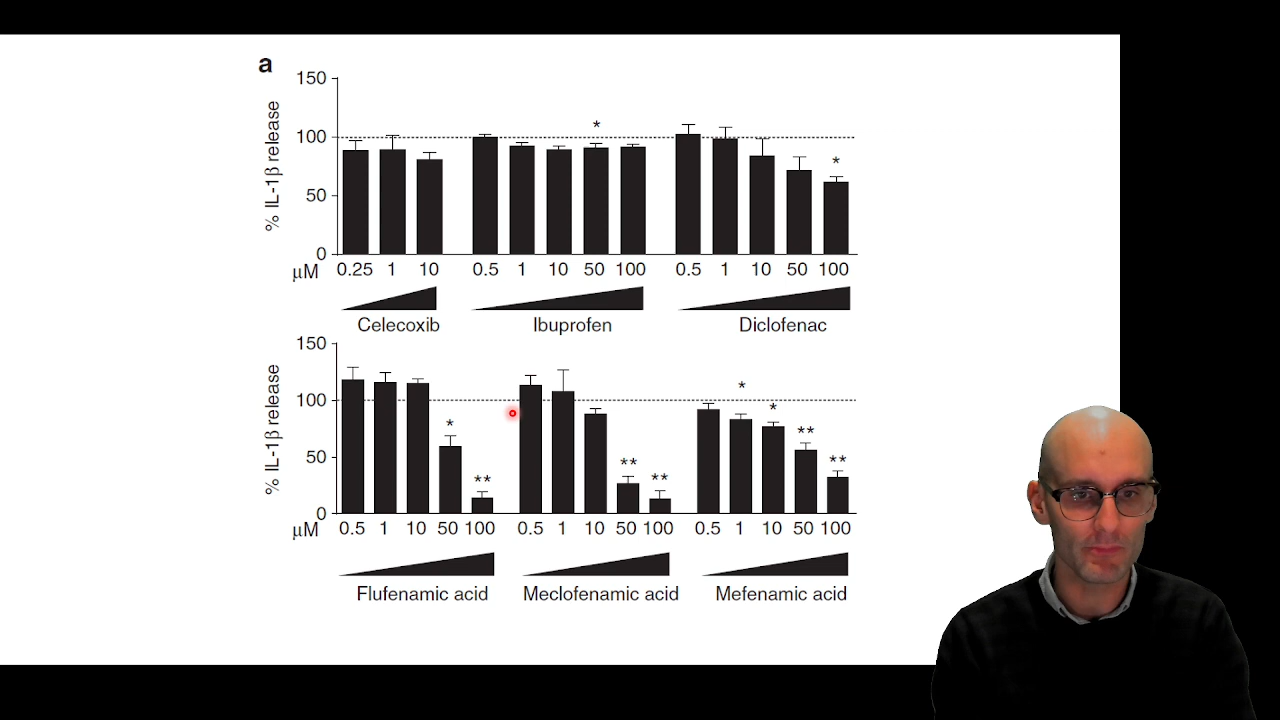 a
150
100
50
0
% IL-1β release
*
*
μM 0.25 1 10 0.5 1 10 50 100 0.5 1 10 50 100
Celecoxib Ibuprofen Diclofenac
150
100
50
0
% IL-1β release
* ** ** ** * * ** **
μM 0.5 1 10 50 100 0.5 1 10 50 100 0.5 1 10 50 100
Flufenamic acid Meclofenamic acid Mefenamic acid